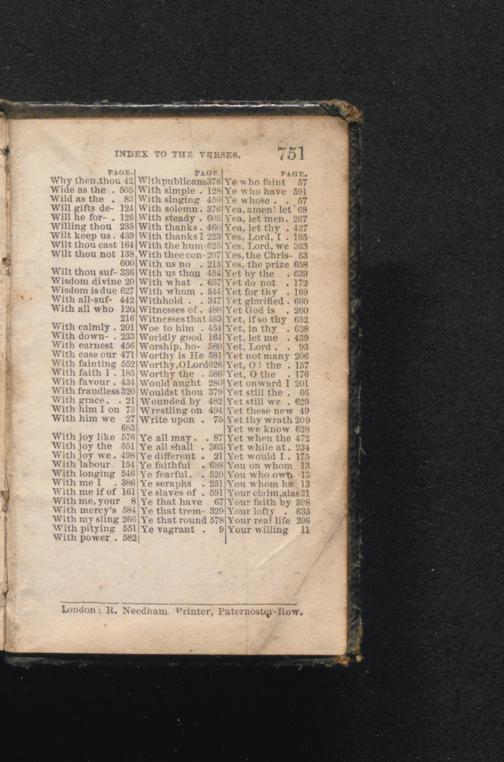 INDEX TO THE VERSES. 751
PAGE.
Why then, thou 42
Wide as the . 505
Wild as the . 83
Will gifts de- 124
Will he for- . 126
Willing thou 235
Wilt keep us . 439
Wilt thou cast 164
Wilt thou not 138
600
Wilt thou suf- 336
Wisdom divine 20
Wisdom is due 627
With all-suf- 442
With all who 120
216
With calmly . 201
With down- . 233
With earnest 456
With ease our 471
With fainting 552
With faith I . 185
With favour . 434
With fraudless 320
With grace . . 21
With him I on 73
With him we 27
683
With joy like 576
With joy the 551
With joy we . 498
With labour . 154
With longing 546
With me I . 386
With me if of 161
With me, your 8
With mercy's 584
With my sling 266
With pitying 551
With power . 582
PAGE
With publicans 376
With simple . 128
With singing 459
With solemn . 376
With steady . 605
With thanks . 460
With thanks I 223
With the hum- 625
With thee con- 207
With us no . 215
With us thou 454
With what . 657
With whom . 544
Withhold . . 347
Witnesses of . 488
Witnesses that 483
Woe to him . 454
Worldly good 164
Worship, ho- 580
Worthy is He 581
Worthy, O Lord 626
Worthy the . 586
Would aught 280
Wouldst thou 379
Wounded by 482
Wrestling on 494
Write upon . 75
Ye all may . . 87
Ye all shall . 363
Ye different . 21
Ye faithful . 688
Ye fearful . . 520
Ye seraphs . 251
Ye slaves of . 591
Ye that have . 67
Ye that trem- 329
Ye that round 578
Ye vagrant . 9
PAGE.
Ye who faint 57
Ye who have 591
Ye whose . . 57
Yea, amen! let 68
Yea, let men . 267
Yea, let thy . 427
Yes, Lord, I . 195
Yes, Lord, we 363
Yes, the Chris- 53
Yes, the prize 658
Yet by the . 639
Yet do not . 172
Yet for thy . 169
Yet glorified . 660
Yet God is . 260
Yet, if so thy 652
Yet, in thy . 638
Yet, let me . 439
Yet, Lord . . 93
Yet not many 206
Yet, O! the . 157
Yet, O the . 176
Yet onward I 201
Yet still the . 66
Yet still we . 629
Yet these new 49
Yet thy wrath 209
Yet we know 628
Yet when the 472
Yet while at . 234
Yet would I . 175
You on whom 13
You who own 13
You whom he 13
Your claim, alas 21
Your faith by 398
Your lofty . 635
Your real life 398
Your willing 11
London: R. Needham, Printer, Paternoster-Row.